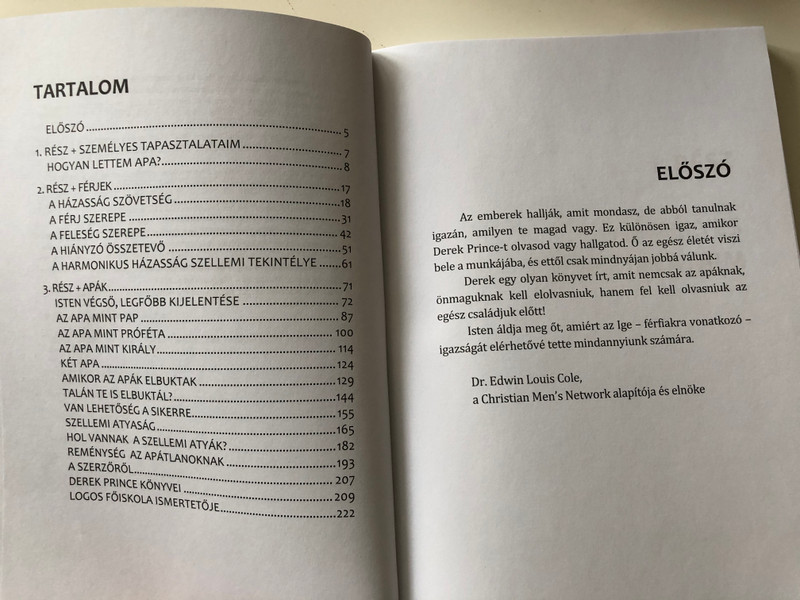 TARTALOM
ELŐSZÓ 5
1. RÉSZ + SZEMÉLYES TAPASZTALATAIM 7
HOGYAN LETTEM APA? 8
2. RÉSZ + FÉRJEK 17
A HÁZASSÁG SZÖVETSÉG 18
A FÉRJ SZEREPE 31
A FELESÉG SZEREPE 42
A HIÁNYZÓ ÖSSZETEVŐ 51
A HARMONIKUS HÁZASSÁG SZELLEMI TEKINTÉLYE 61
3. RÉSZ + APÁK 71
ISTEN VÉGSŐ, LEGFŐBB KIJELENTÉSE 72
AZ APA MINT PAP 87
AZ APA MINT PRÓFÉTA 100
AZ APA MINT KIRÁLY 114
KÉT APA 124
AMIKOR AZ APÁK ELBUKTAK 129
TALÁN TE IS ELBUKTÁL? 144
VAN LEHETŐSÉG A SIKERRE 155
SZELLEMI ATYASÁG 165
HOL VANNAK A SZELLEMI ATYÁK? 182
REMÉNYSÉG AZ APÁTLANOKNAK 193
A SZERZŐRŐL 207
DEREK PRINCE KÖNYVEI 209
LOGOS FŐISKOLA ISMERTETŐJE 222
ELŐSZÓ
Az emberek hallják, amit mondasz, de abból tanulnak
igazán, amilyen te magad vagy. Ez különösen igaz, amikor
Derek Prince-t olvasod vagy hallgatod. Ő az egész életét viszi
bele a munkájába, és ettől csak mindnyájan jobbá válunk.
Derek egy olyan könyvet írt, amit nemcsak az apáknak,
önmaguknak kell elolvasniuk, hanem fel kell olvasniuk az
egész családjuk előtt!
Isten áldja meg őt, amiért az Ige – férfiakra vonatkozó –
igazságát elérhetővé tette mindannyiunk számára.
Dr. Edwin Louis Cole,
a Christian Men's Network alapítója és elnöke